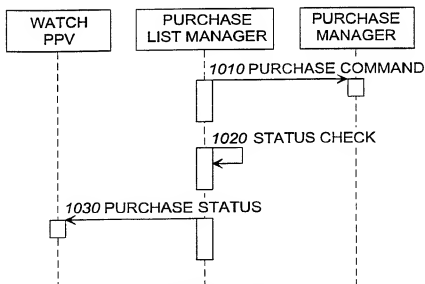 WATCH
PPV
PURCHASE
LIST MANAGER
PURCHASE
MANAGER
1010 PURCHASE COMMAND
1020 STATUS CHECK
1030 PURCHASE STATUS